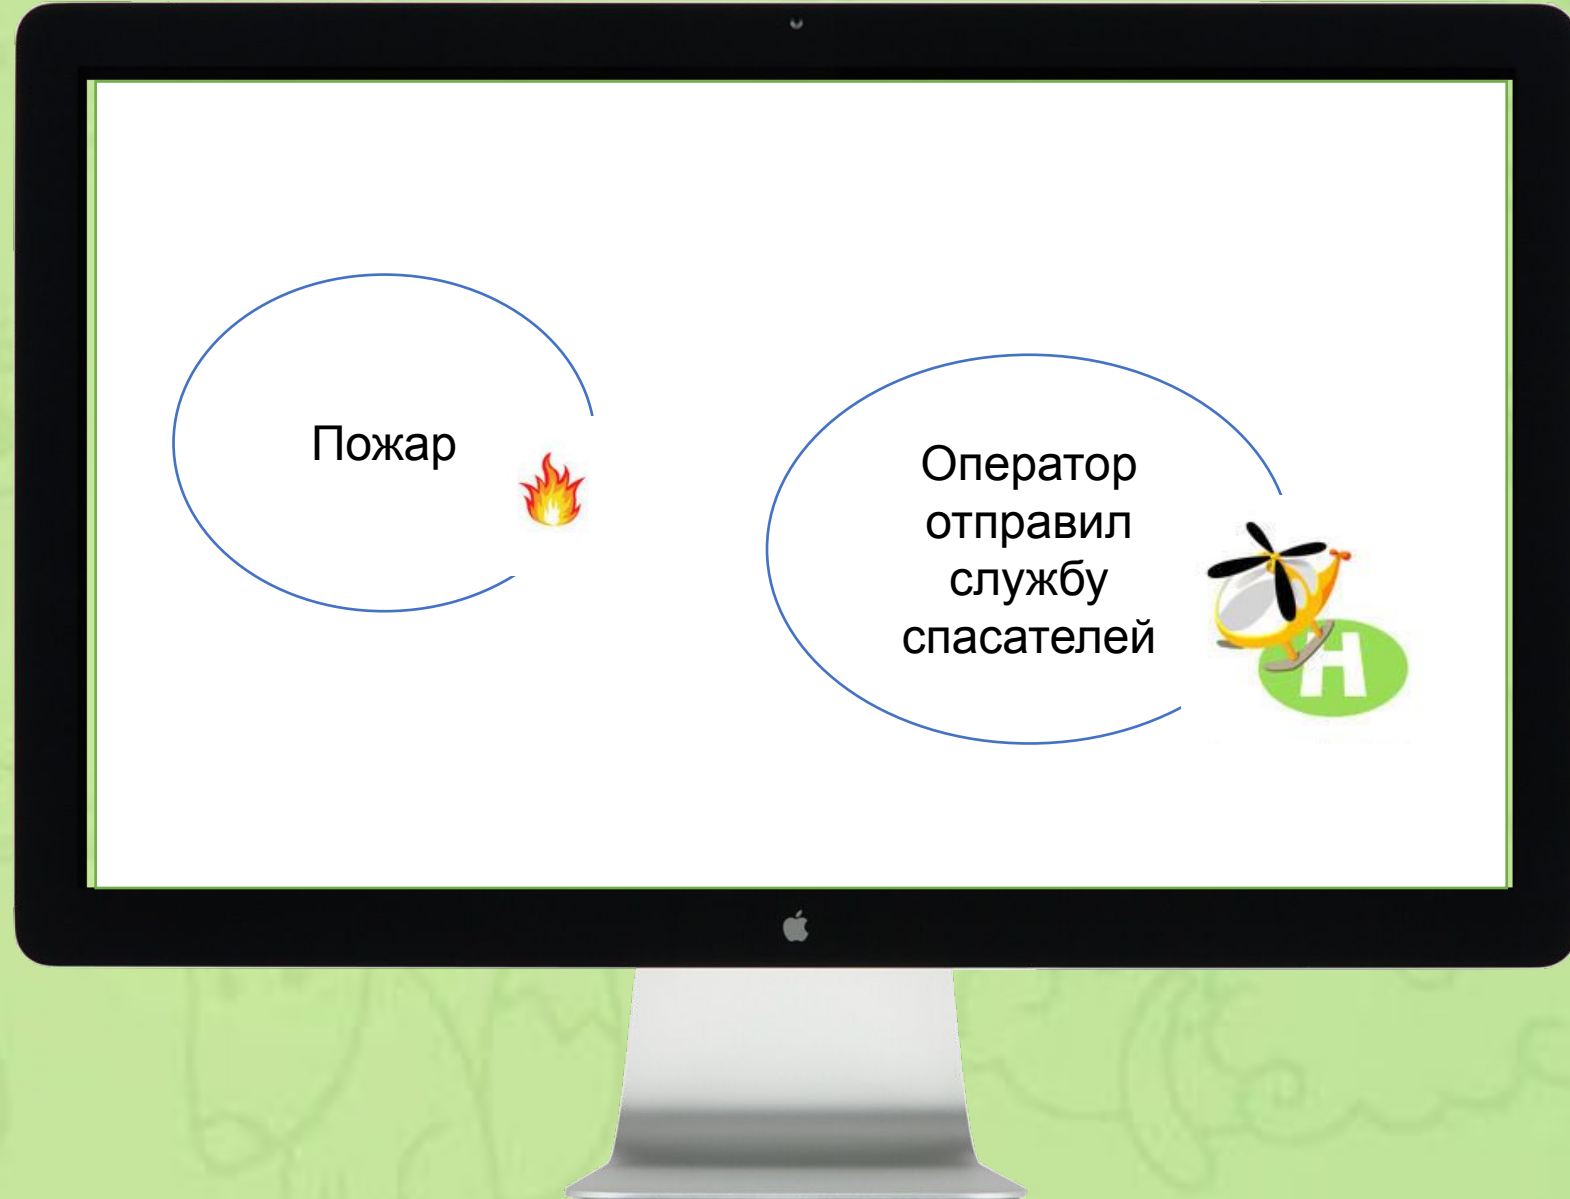 Пожар
Оператор
отправил
службу
спасателей
H